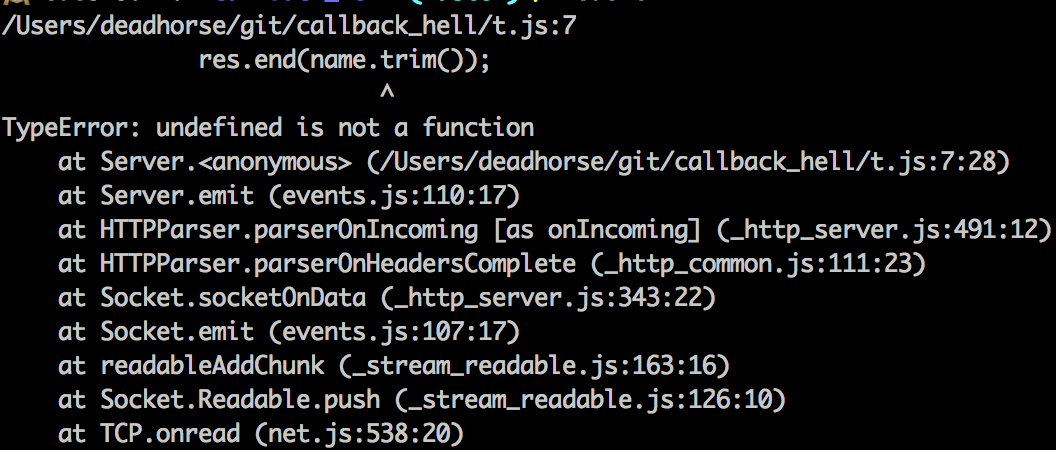 /Users/deadhorse/git/callback_hell/t.js:7
res.end(name.trim());
^
TypeError: undefined is not a function
at Server.<anonymous> (/Users/deadhorse/git/callback_hell/t.js:7:28)
at Server.emit (events.js:110:17)
at HTTPParser.parserOnIncoming [as onIncoming] (_http_server.js:491:12)
at HTTPParser.parserOnHeadersComplete (_http_common.js:111:23)
at Socket.socketOnData (_http_server.js:343:22)
at Socket.emit (events.js:107:17)
at readableAddChunk (_stream_readable.js:163:16)
at Socket.Readable.push (_stream_readable.js:126:10)
at TCP.onread (net.js:538:20)